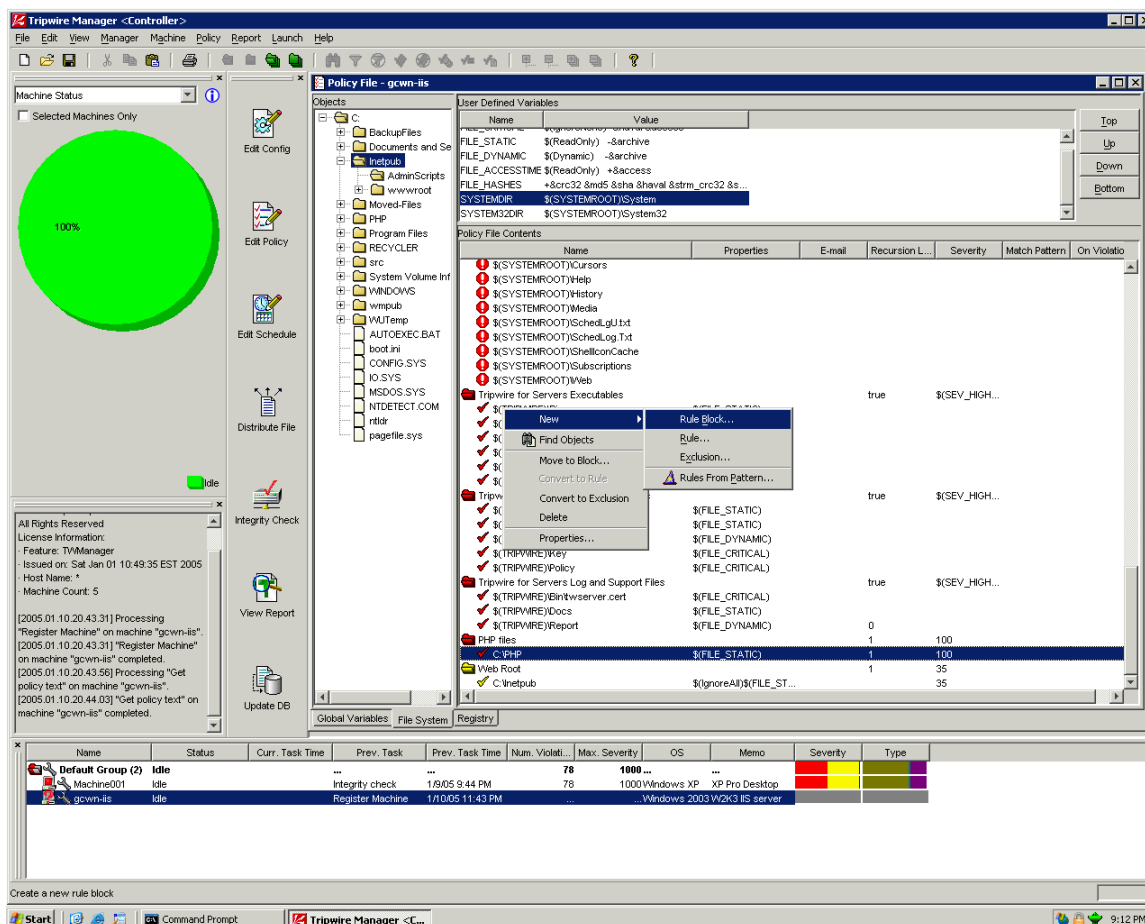 Tripwire Manager <Controller>
File Edit View Manager Machine Policy Report Launch Help
Machine Status
Selected Machines Only
100%
Idle
All Rights Reserved
License Information:
- Feature: TWManager
- Issued on: Sat Jan 01 10:49:35 EST 2005
- Host Name: *
- Machine Count: 5
[2005.01.10.20.43.31] Processing
"Register Machine" on machine "gcwn-iis".
[2005.01.10.20.43.31] "Register Machine"
on machine "gcwn-iis" completed.
[2005.01.10.20.43.56] Processing "Get
policy text" on machine "gcwn-iis".
[2005.01.10.20.44.03] "Get policy text" on
machine "gcwn-iis" completed.
Edit Config
Edit Policy
Edit Schedule
Distribute File
Integrity Check
View Report
Update DB
Policy File - gcwn-iis
Objects
C:
BackupFiles
Documents and Se
Inetpub
AdminScripts
wwwroot
Moved-Files
PHP
Program Files
RECYCLER
src
System Volume Inf
WINDOWS
wmpub
WUTemp
AUTOEXEC.BAT
boot.ini
CONFIG.SYS
IO.SYS
MSDOS.SYS
NTDETECT.COM
ntldr
pagefile.sys
User Defined Variables
Name Value
FILE_STATIC $(ReadOnly) -&archive
FILE_DYNAMIC $(Dynamic) -&archive
FILE_ACCESSTIME $(ReadOnly) +&access
FILE_HASHES +&crc32 &md5 &sha &haval &strm_crc32 &s...
SYSTEMDIR $(SYSTEMROOT)\System
SYSTEM32DIR $(SYSTEMROOT)\System32
Top
Up
Down
Bottom
Policy File Contents
Name Properties E-mail Recursion L... Severity Match Pattern On Violatio
$(SYSTEMROOT)\Cursors
$(SYSTEMROOT)\Help
$(SYSTEMROOT)\History
$(SYSTEMROOT)\Media
$(SYSTEMROOT)\SchedLgU.txt
$(SYSTEMROOT)\SchedLog.Txt
$(SYSTEMROOT)\ShellIconCache
$(SYSTEMROOT)\Subscriptions
$(SYSTEMROOT)\Web
Tripwire for Servers Executables true $(SEV_HIGH...
New
Find Objects
Move to Block...
Convert to Rule
Convert to Exclusion
Delete
Properties...
Rule Block...
Rule...
Exclusion...
Rules From Pattern...
true $(SEV_HIGH...
$(FILE_STATIC)
$(FILE_STATIC)
$(FILE_DYNAMIC)
$(TRIPWIRE)\Key $(FILE_CRITICAL)
$(TRIPWIRE)\Policy $(FILE_CRITICAL)
Tripwire for Servers Log and Support Files true $(SEV_HIGH...
$(TRIPWIRE)\Bin\twserver.cert $(FILE_CRITICAL)
$(TRIPWIRE)\Docs $(FILE_STATIC)
$(TRIPWIRE)\Report $(FILE_DYNAMIC) 0
PHP files 1 100
C:\PHP $(FILE_STATIC) 1 100
Web Root 1 35
C:\Inetpub $(IgnoreAll)$(FILE_ST... 35
Global Variables File System Registry
Name Status Curr. Task Time Prev. Task Prev. Task Time Num. Violati... Max. Severity OS Memo Severity Type
Default Group (2) Idle ... ... 78 1000 ... ...
Machine001 Idle Integrity check 1/9/05 9:44 PM 78 1000 Windows XP XP Pro Desktop
gcwn-iis Idle Register Machine 1/10/05 11:43 PM ... ... Windows 2003 W2K3 IIS server
Create a new rule block
Start Command Prompt Tripwire Manager <C... 9:12 PM